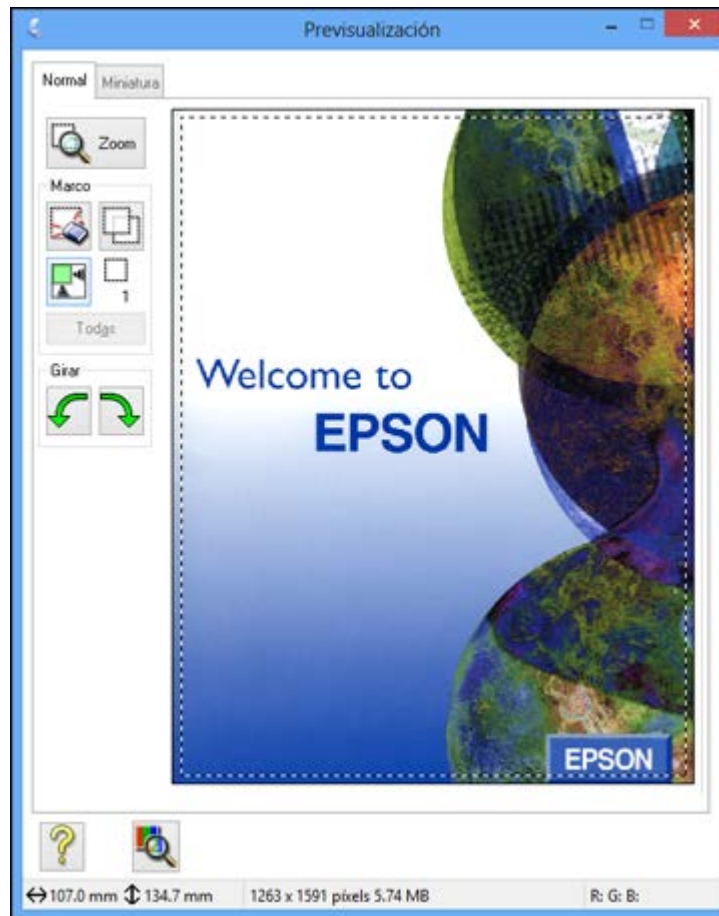 Previsualización
Normal Miniatura
Zoom
Marco
1
Todas
Girar
Welcome to
EPSON
EPSON
107.0 mm 134.7 mm 1263 x 1591 píxels 5.74 MB R: G: B: